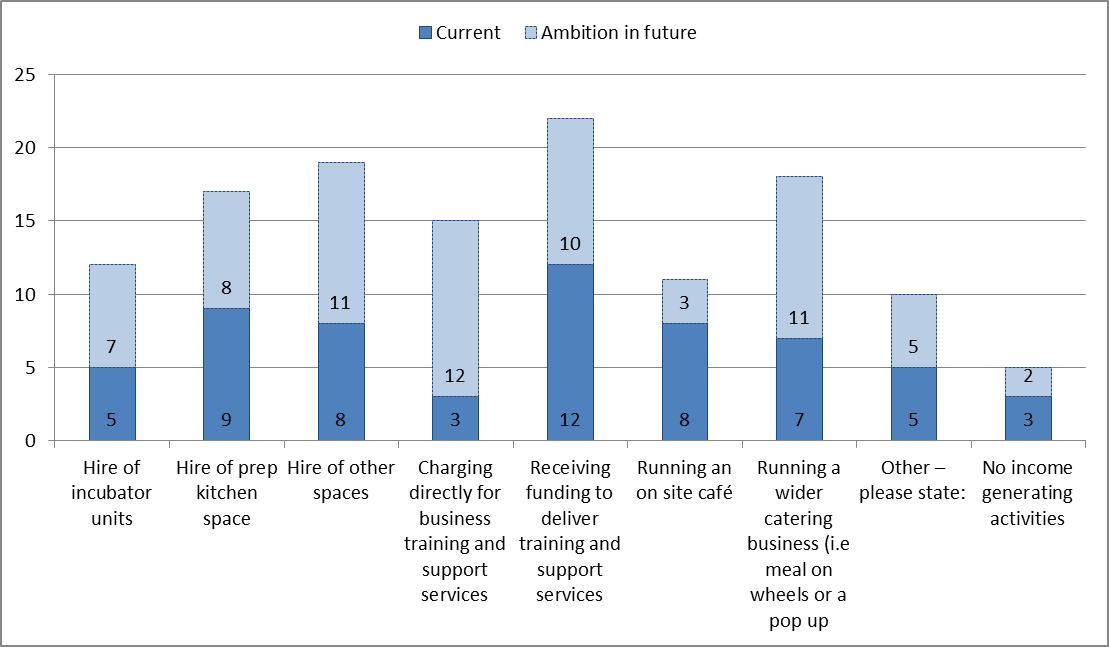 Current Ambition in future
25
20
15
10
5
0
7
8
11
12
10
3
11
5
2
5
9
8
3
12
8
7
5
3
Hire of
incubator
units
Hire of prep
kitchen
space
Hire of other
spaces
Charging
directly for
business
training and
support
services
Receiving
funding to
deliver
training and
support
services
Running an
on site café
Running a
wider
catering
business (i.e
meal on
wheels or a
pop up
Other –
please state:
No income
generating
activities